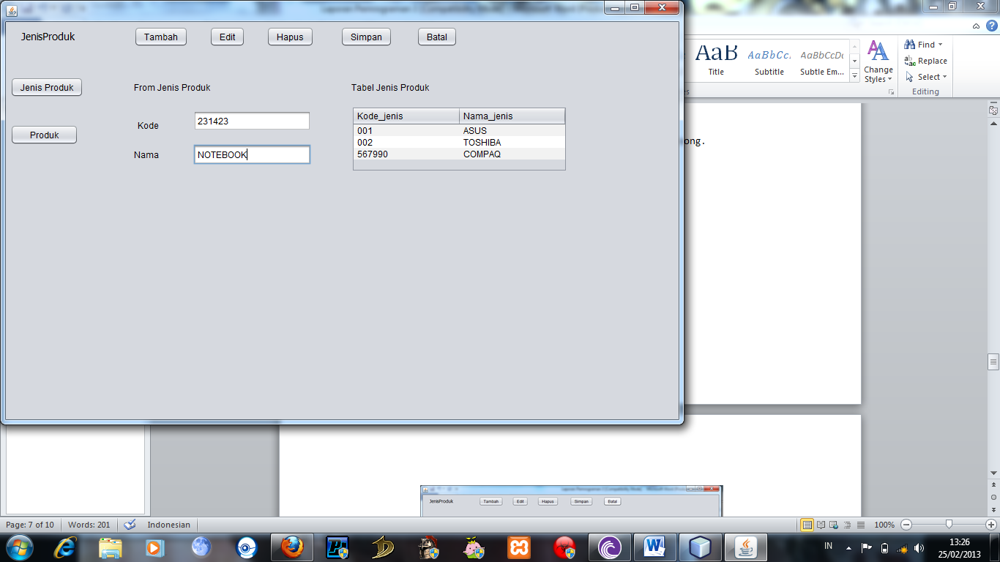 JenisProduk Tambah Edit Hapus Simpan Batal
Jenis Produk
Produk
From Jenis Produk
Kode 231423
Nama NOTEBOOK
Tabel Jenis Produk
Kode_jenis Nama_jenis
001 ASUS
002 TOSHIBA
567990 COMPAQ
AaB AaBbCc. AaBbCcDc
Title Subtitle Subtle Em...
Change Styles
Find
Replace
Select
Editing
ong.
JenisProduk Tambah Edit Hapus Simpan Batal
Page: 7 of 10 Words: 201 Indonesian 100%
IN 13:26
25/02/2013